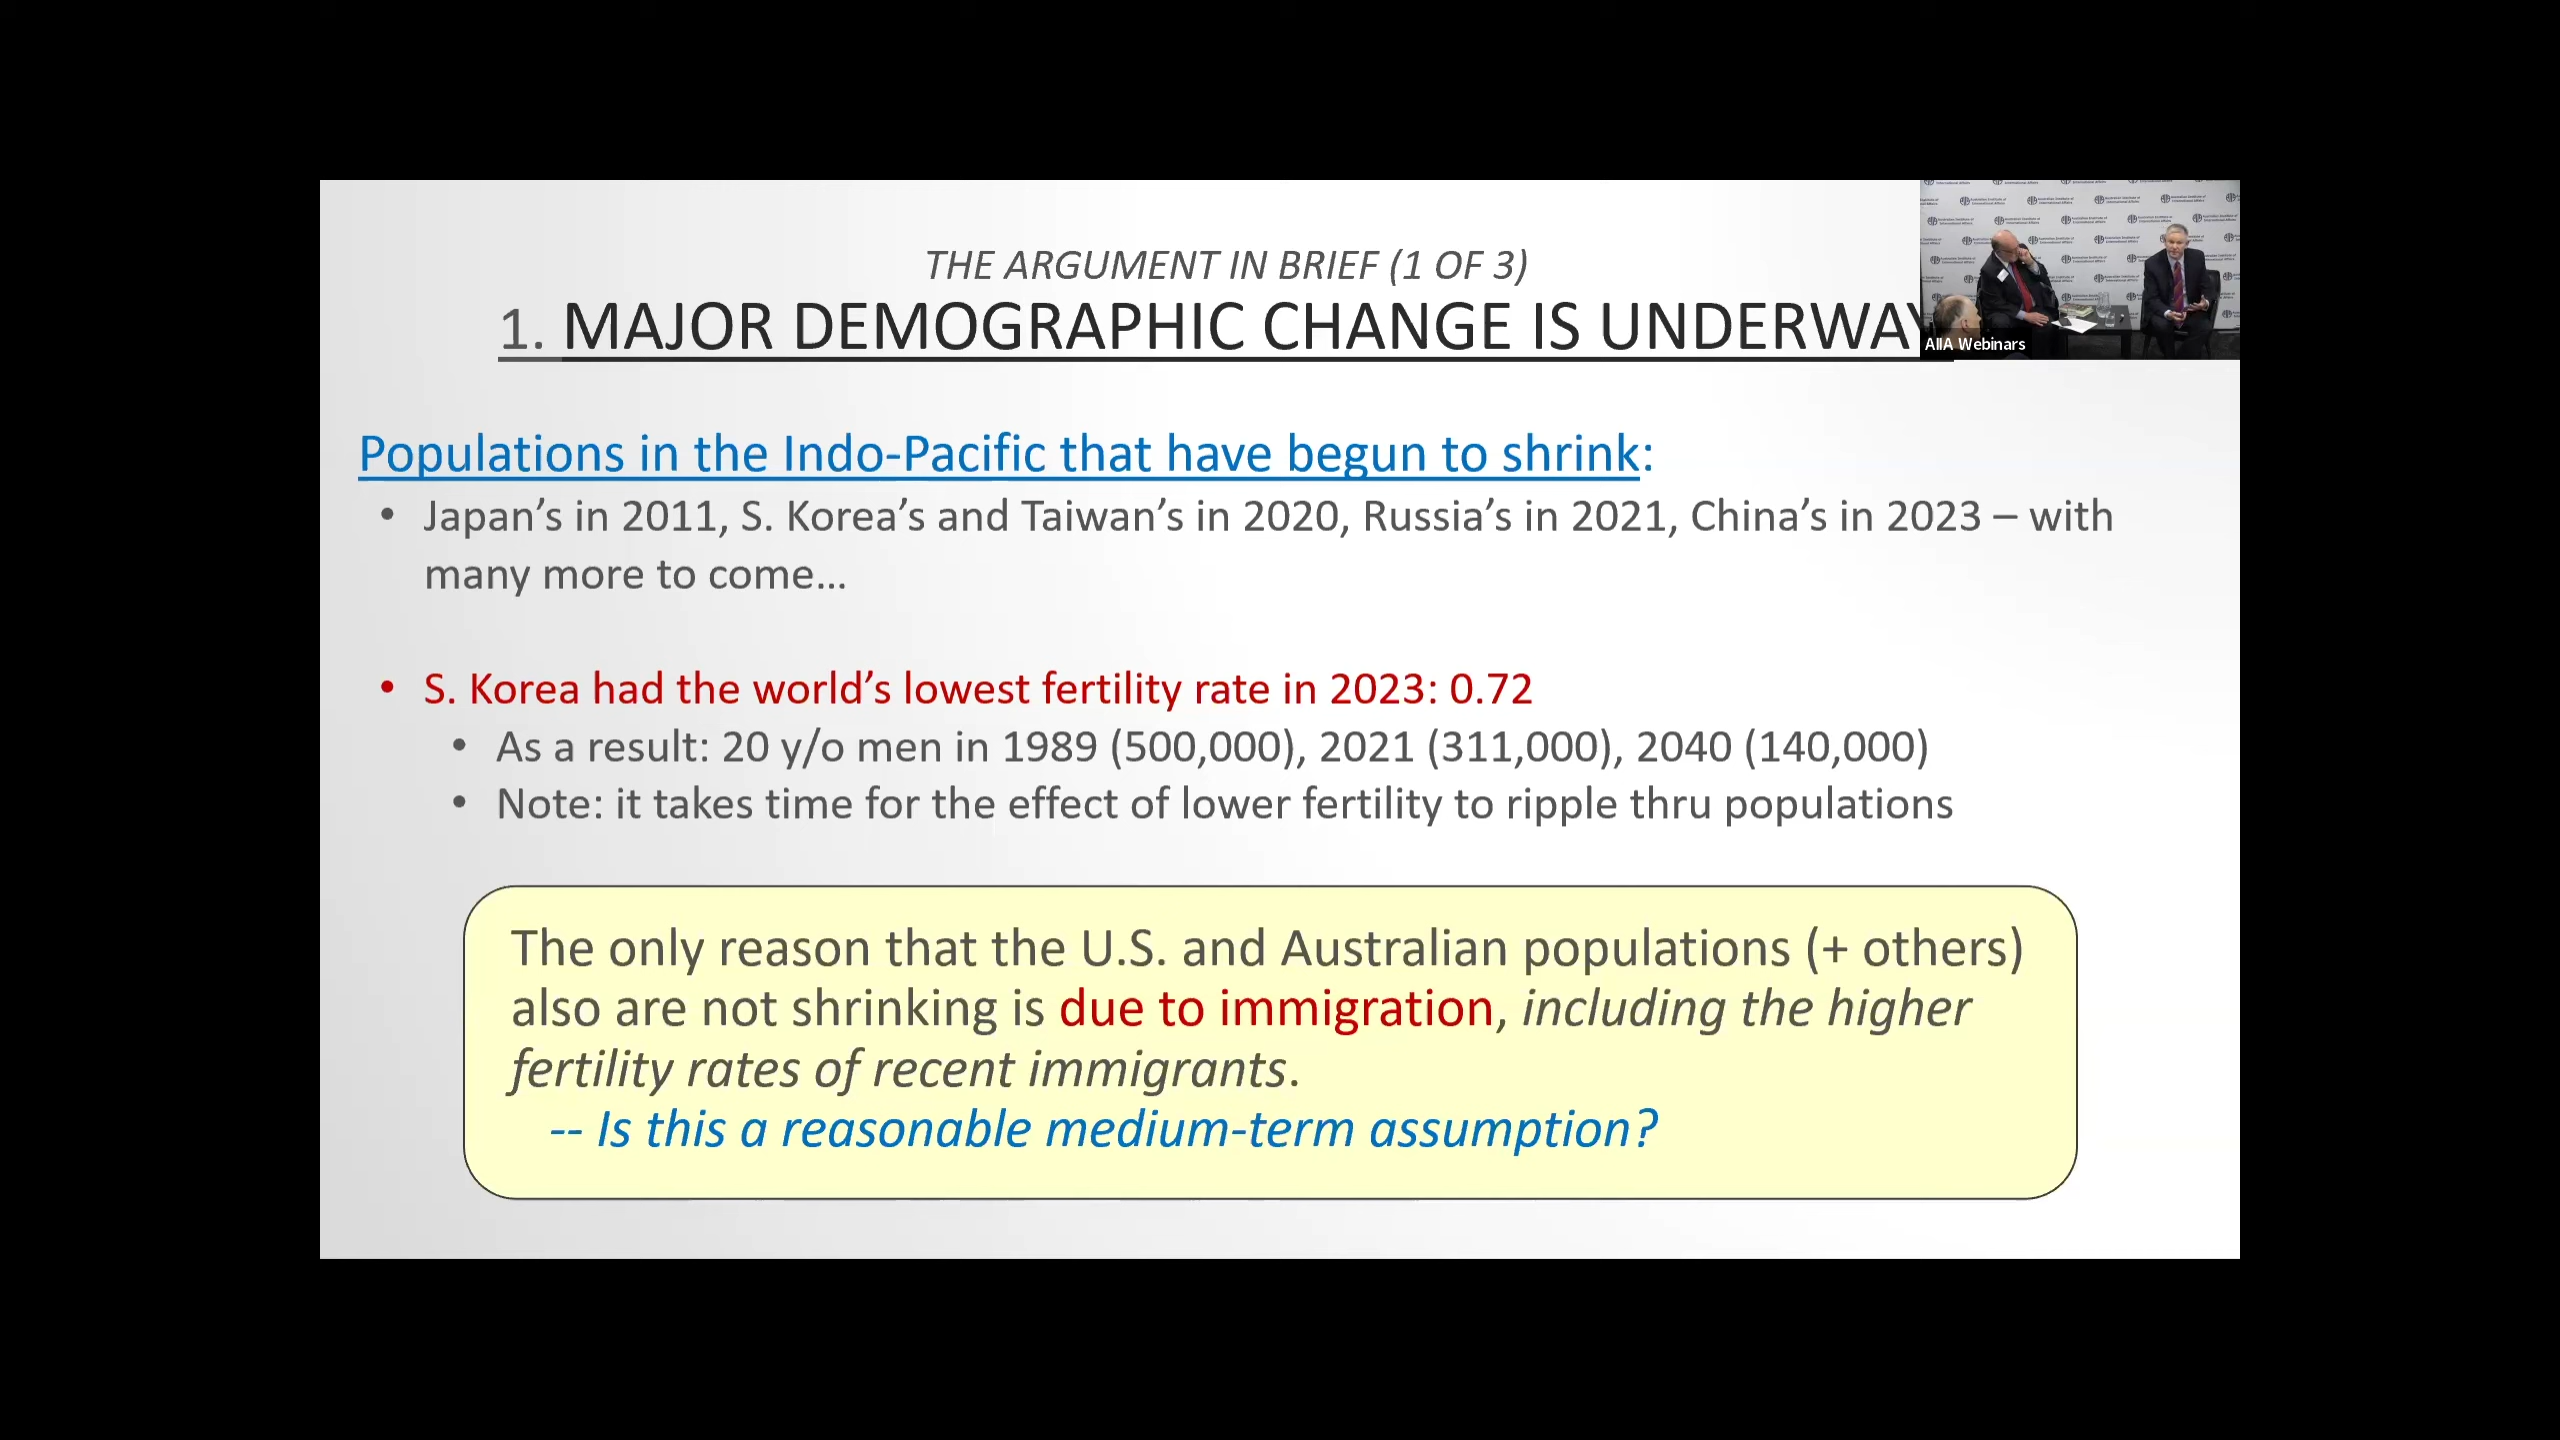 THE ARGUMENT IN BRIEF (1 OF 3)
1. MAJOR DEMOGRAPHIC CHANGE IS UNDERWAY
AIIA Webinars
Populations in the Indo-Pacific that have begun to shrink:
• Japan’s in 2011, S. Korea’s and Taiwan’s in 2020, Russia’s in 2021, China’s in 2023 – with
many more to come…
• S. Korea had the world’s lowest fertility rate in 2023: 0.72
• As a result: 20 y/o men in 1989 (500,000), 2021 (311,000), 2040 (140,000)
• Note: it takes time for the effect of lower fertility to ripple thru populations
The only reason that the U.S. and Australian populations (+ others)
also are not shrinking is due to immigration, including the higher
fertility rates of recent immigrants.
-- Is this a reasonable medium-term assumption?